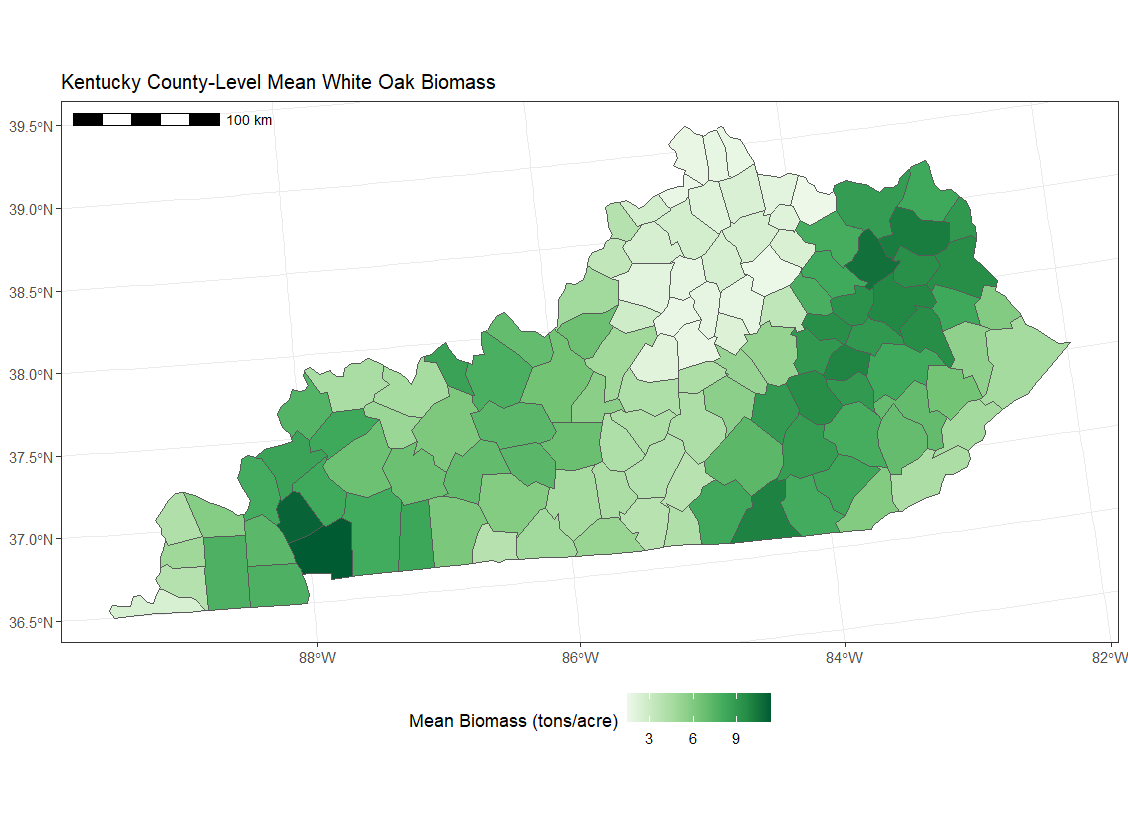 Kentucky County-Level Mean White Oak Biomass
100 km
39.5°N
39.0°N
38.5°N
38.0°N
37.5°N
37.0°N
36.5°N
88°W 86°W 84°W 82°W
Mean Biomass (tons/acre)
3 6 9